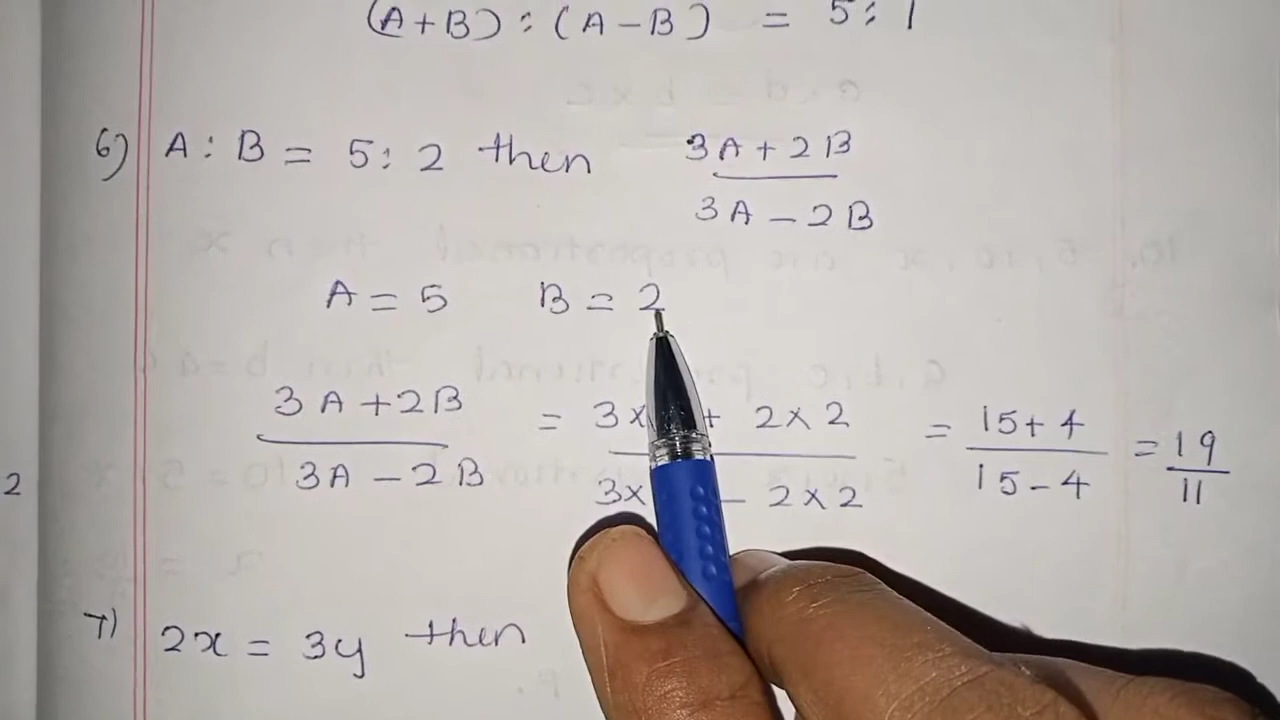 (A+B) : (A-B) = 5 : 1
6) A : B = 5 : 2 then 3A + 2B
3A - 2B
A = 5 B = 2
3A + 2B = 3x + 2x2 = 15+4 = 19
3A - 2B 3x - 2x2 15-4 11
2
7) 2x = 3y then